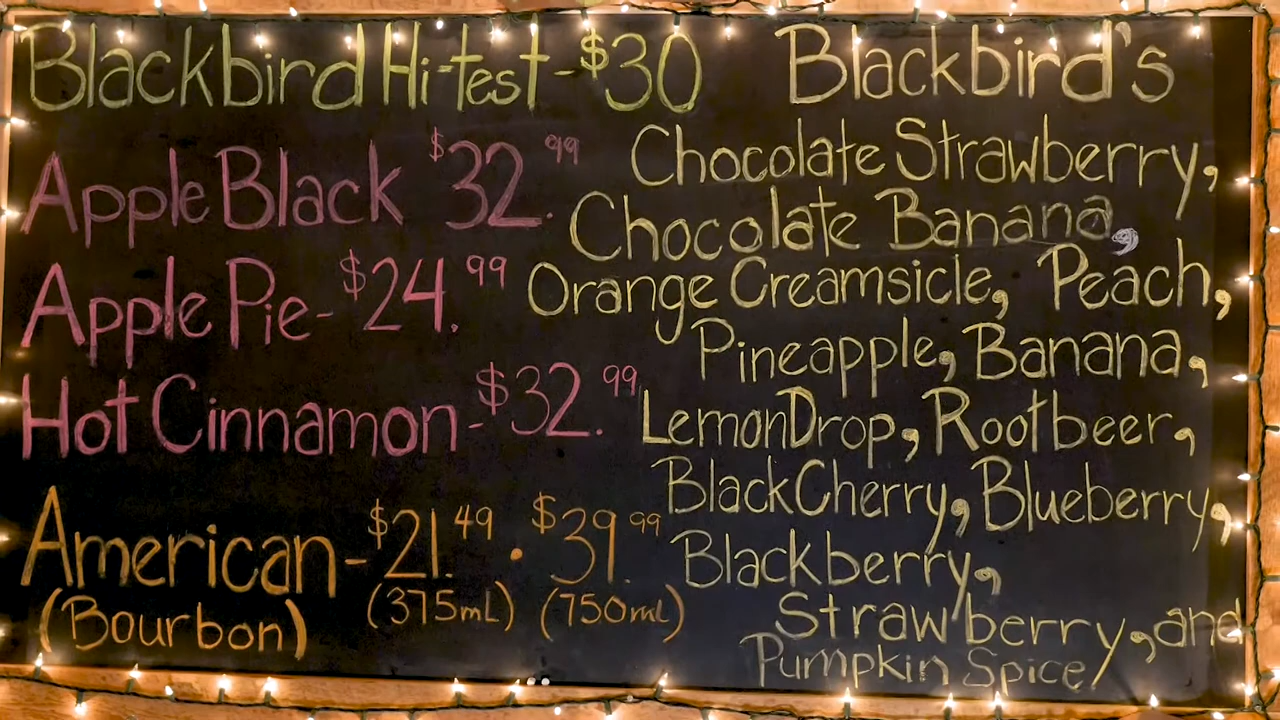 Blackbird Hi-test - $30
Apple Black $32.99
Apple Pie - $24.99
Hot Cinnamon - $32.99
American - $21.49 • $39.99
(Bourbon) (375mL) (750mL)
Blackbird's
Chocolate Strawberry,
Chocolate Banana,
Orange Creamsicle, Peach,
Pineapple, Banana,
LemonDrop, Rootbeer,
BlackCherry, Blueberry,
Blackberry,
Strawberry, and
Pumpkin Spice